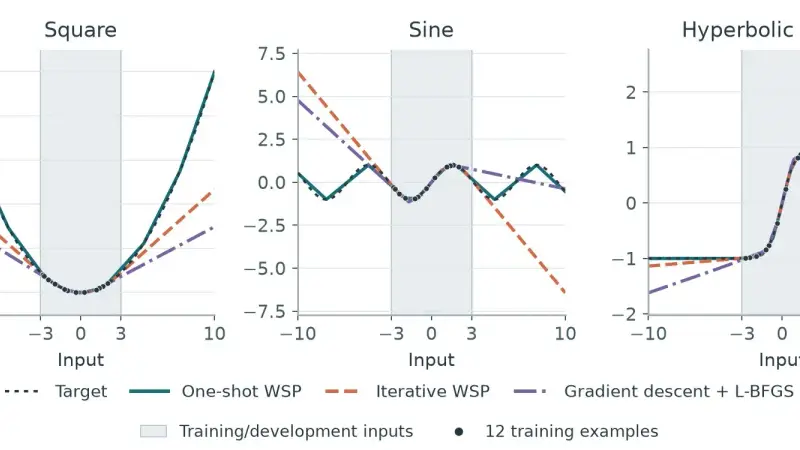 Square
Sine
Hyperbolic
7.5
5.0
2.5
0.0
−2.5
−5.0
−7.5
2
1
0
−1
−2
−3 0 3 10
−10 −3 0 3 10
−10 −3 0
Input
Input
Target
One-shot WSP
Iterative WSP
Gradient descent + L-BFGS
Training/development inputs
12 training examples